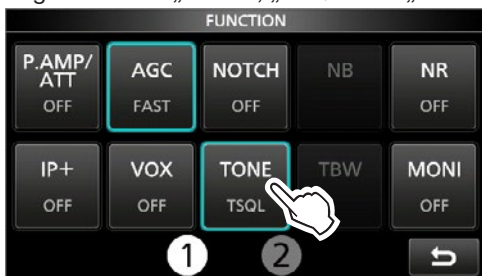 FUNCTION
P.AMP/ATT AGC NOTCH NB NR
OFF FAST OFF OFF
IP+ VOX TONE TBW MONI
OFF OFF TSQL OFF
1 2